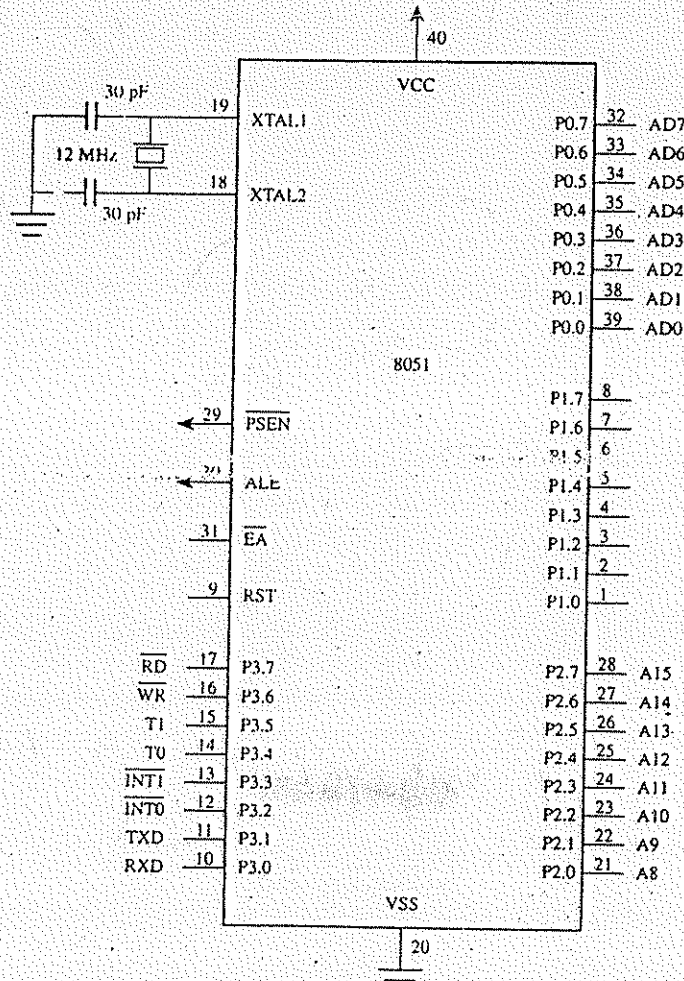 40
VCC
30 pF
19 XTAL1
12 MHz
18 XTAL2
30 pF
P0.7 32 AD7
P0.6 33 AD6
P0.5 34 AD5
P0.4 35 AD4
P0.3 36 AD3
P0.2 37 AD2
P0.1 38 AD1
P0.0 39 AD0
8051
29 PSEN
ALE
31 EA
9 RST
P1.7 8
P1.6 7
P1.5 6
P1.4 5
P1.3 4
P1.2 3
P1.1 2
P1.0 1
RD 17 P3.7
WR 16 P3.6
T1 15 P3.5
T0 14 P3.4
INT1 13 P3.3
INT0 12 P3.2
TXD 11 P3.1
RXD 10 P3.0
P2.7 28 A15
P2.6 27 A14
P2.5 26 A13
P2.4 25 A12
P2.3 24 A11
P2.2 23 A10
P2.1 22 A9
P2.0 21 A8
VSS
20